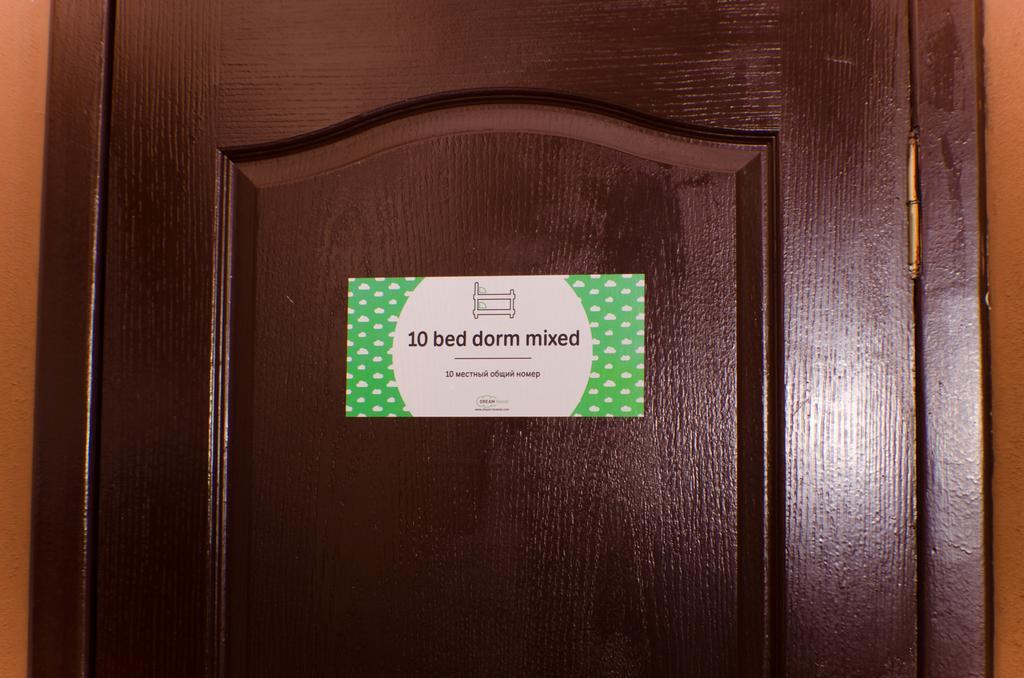 10 bed dorm mixed
10 местный общий номер
DREAM